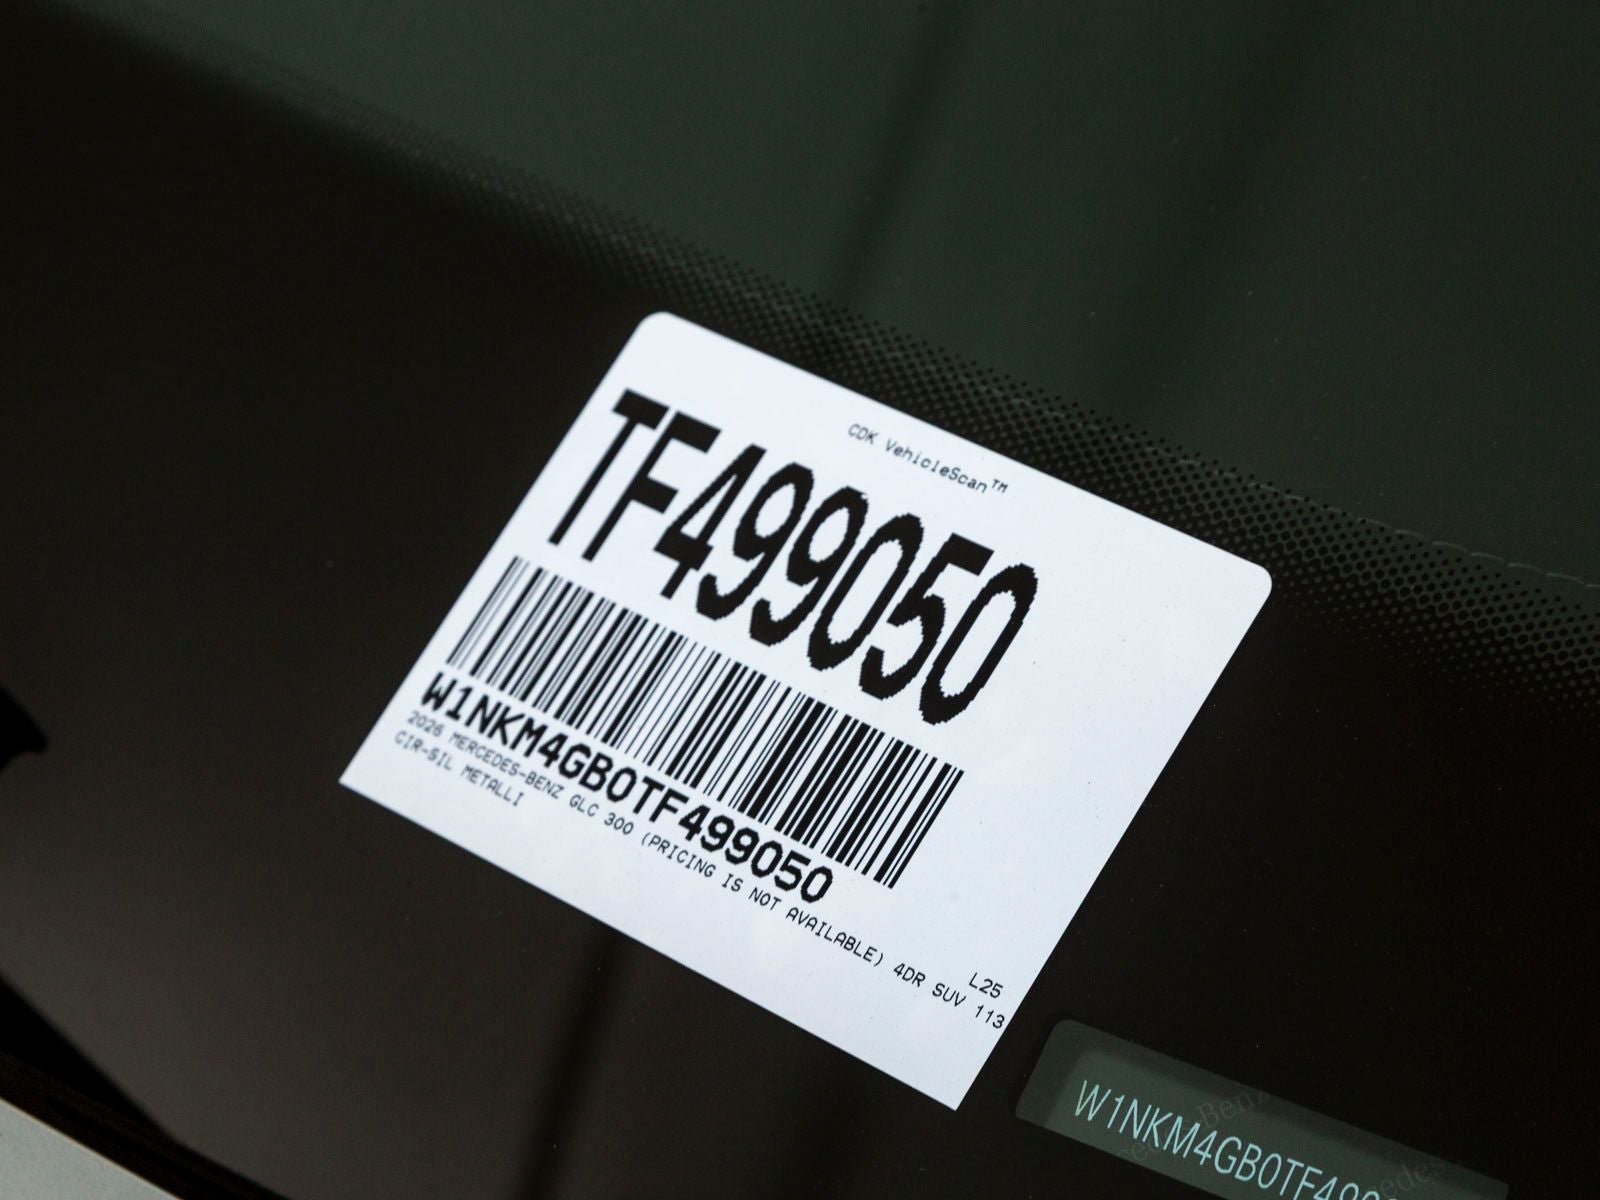 CDK VehicleScan™
TF499050
W1NKM4GB0TF499050
2026 MERCEDES-BENZ GLC 300 (PRICING IS NOT AVAILABLE) 4DR SUV 113
CIR-SIL METALLI
L25
W1NKM4GB0TF499